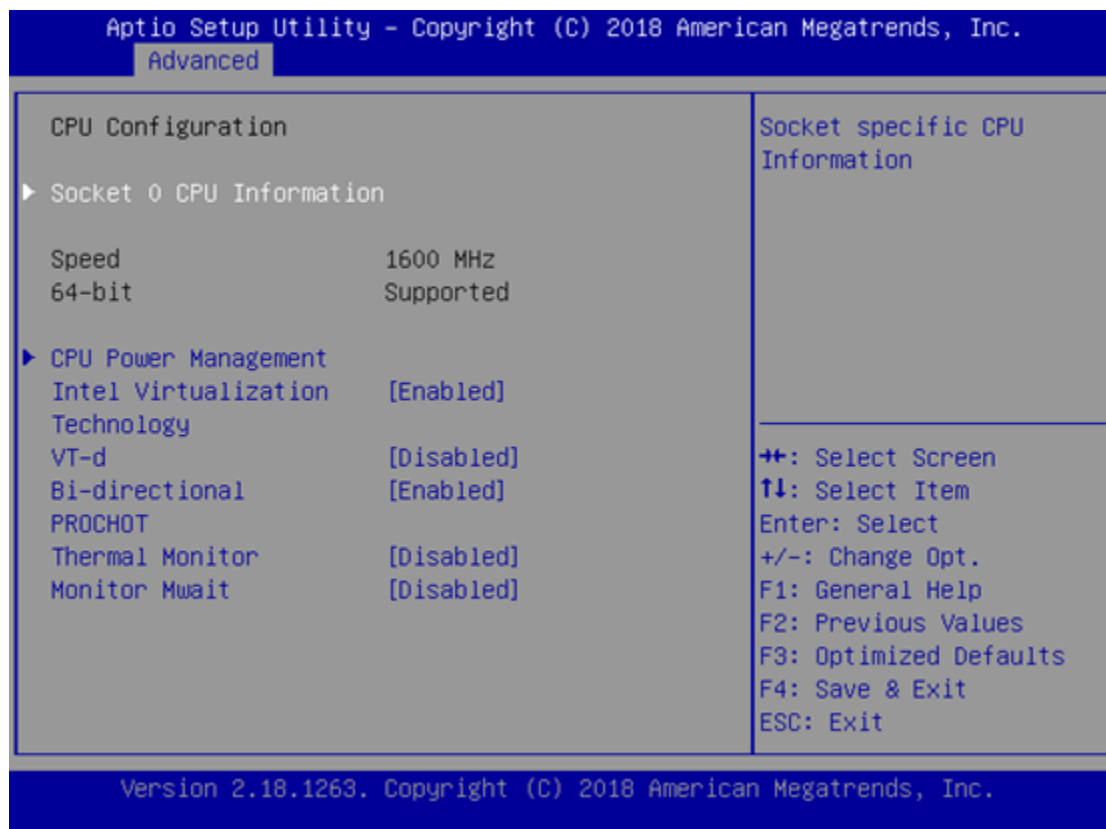 Aptio Setup Utility – Copyright (C) 2018 American Megatrends, Inc.
Advanced
CPU Configuration
Socket 0 CPU Information
Speed 1600 MHz
64-bit Supported
CPU Power Management
Intel Virtualization [Enabled]
Technology
VT-d [Disabled]
Bi-directional [Enabled]
PROCHOT
Thermal Monitor [Disabled]
Monitor Mwait [Disabled]
Socket specific CPU
Information
→←: Select Screen
↑↓: Select Item
Enter: Select
+/-: Change Opt.
F1: General Help
F2: Previous Values
F3: Optimized Defaults
F4: Save & Exit
ESC: Exit
Version 2.18.1263. Copyright (C) 2018 American Megatrends, Inc.